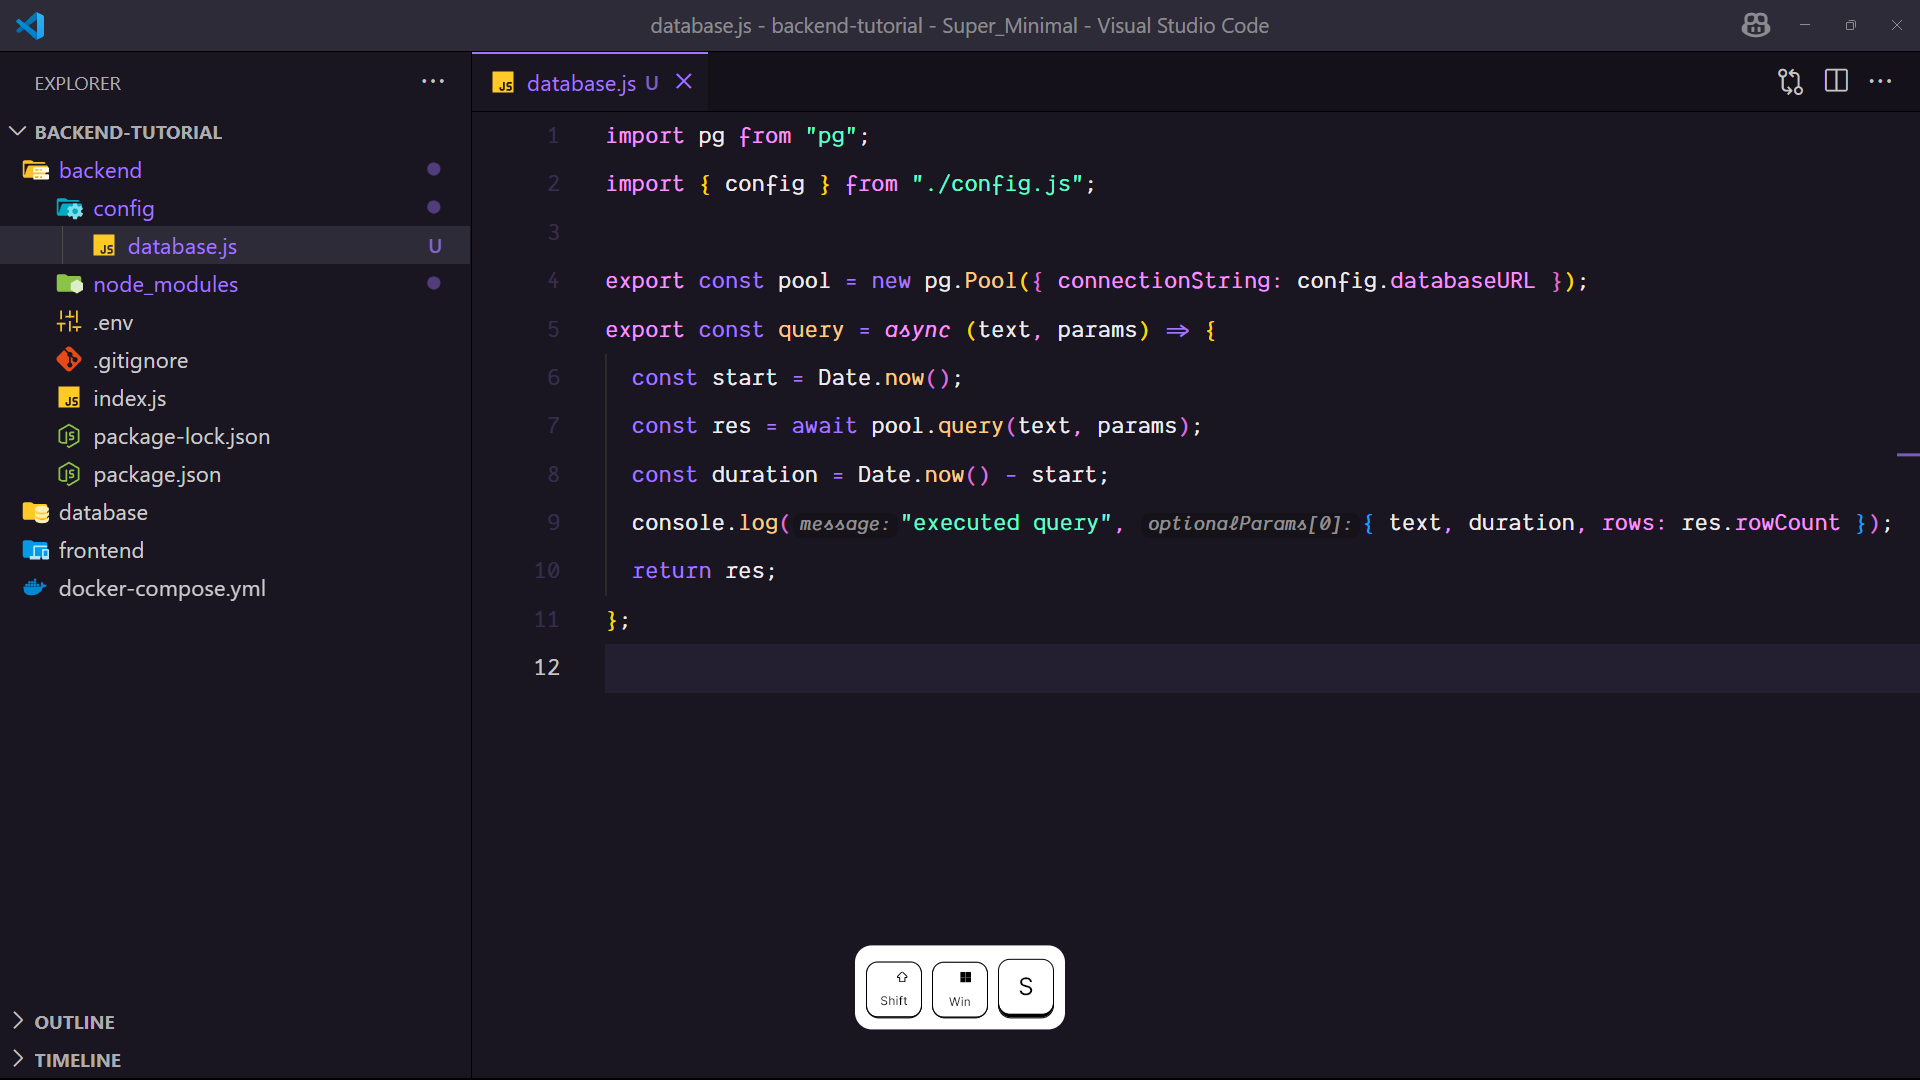 database.js - backend-tutorial - Super_Minimal - Visual Studio Code
EXPLORER
BACKEND-TUTORIAL
backend
config
JS database.js U
node_modules
.env
.gitignore
JS index.js
JS package-lock.json
JS package.json
database
frontend
docker-compose.yml
OUTLINE
TIMELINE
JS database.js U
1 import pg from "pg";
2 import { config } from "./config.js";
3
4 export const pool = new pg.Pool({ connectionString: config.databaseURL });
5 export const query = async (text, params) => {
6 const start = Date.now();
7 const res = await pool.query(text, params);
8 const duration = Date.now() - start;
9 console.log(message: "executed query", optionalParams[0]: { text, duration, rows: res.rowCount });
10 return res;
11 };
12
Shift Win S